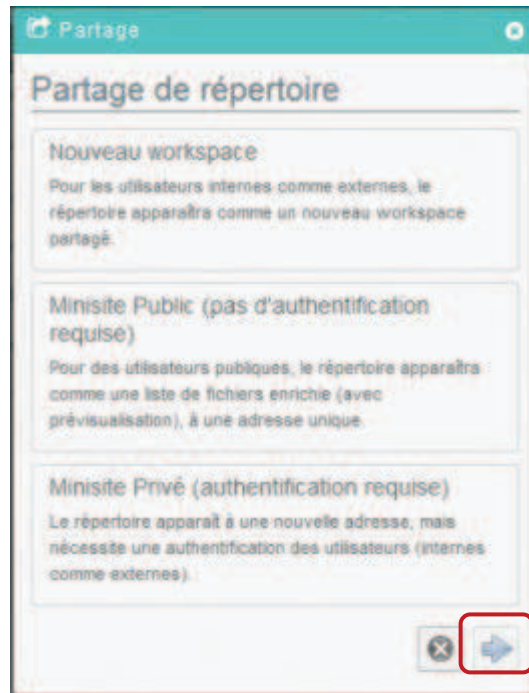 Partage
Partage de répertoire
Nouveau workspace
Pour les utilisateurs internes comme externes, le
répertoire apparaîtra comme un nouveau workspace
partagé.
Minisite Public (pas d'authentification
requise)
Pour des utilisateurs publiques, le répertoire apparaîtra
comme une liste de fichiers enrichie (avec
prévisualisation), à une adresse unique.
Minisite Privé (authentification requise)
Le répertoire apparaît à une nouvelle adresse, mais
nécessite une authentification des utilisateurs (internes
comme externes).